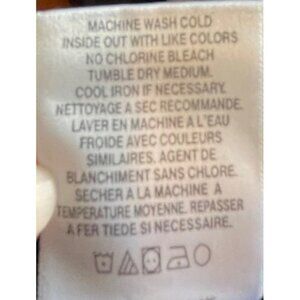 MACHINE WASH COLD
INSIDE OUT WITH LIKE COLORS
NO CHLORINE BLEACH
TUMBLE DRY MEDIUM.
COOL IRON IF NECESSARY.
NETTOYAGE A SEC RECOMMANDE.
LAVER EN MACHINE A L'EAU
FROIDE AVEC COULEURS
SIMILAIRES. AGENT DE
BLANCHIMENT SANS CHLORE.
SECHER A LA MACHINE A
TEMPERATURE MOYENNE. REPASSER
A FER TIEDE SI NECESSAIRE.